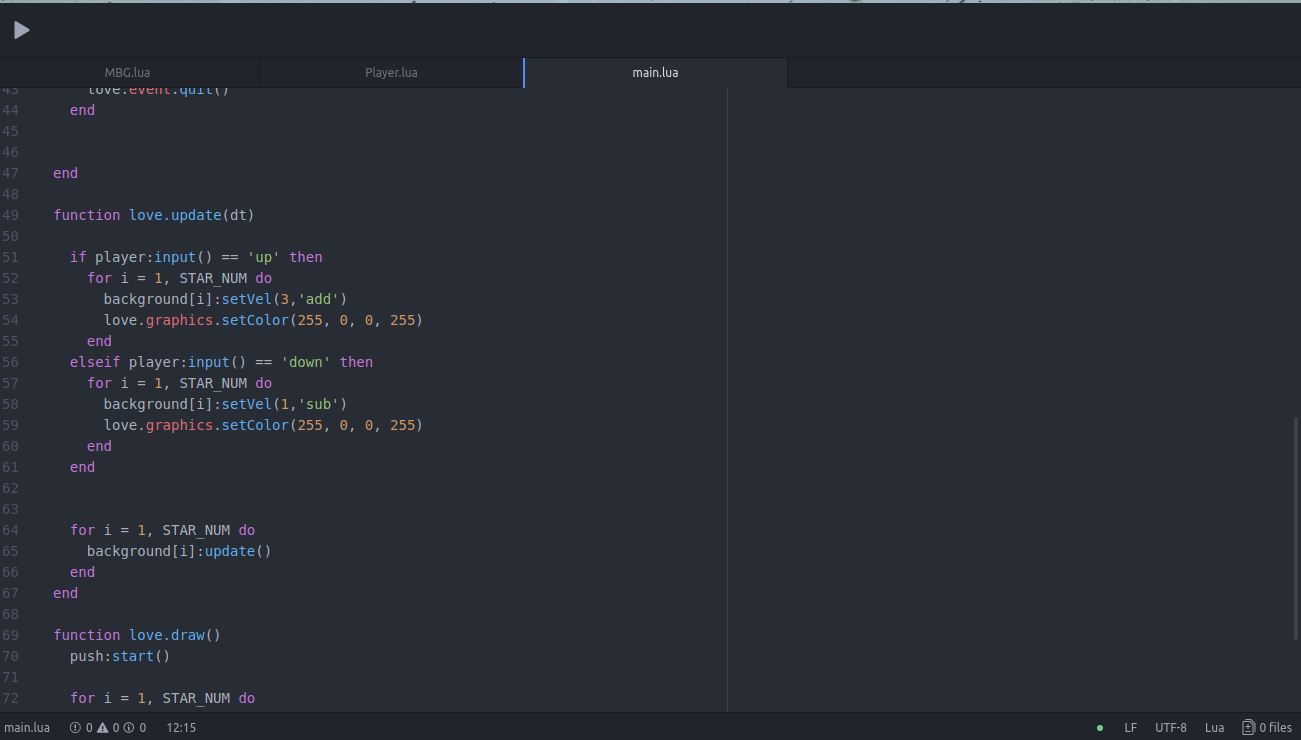 MBG.lua Player.lua main.lua
43 love.event.quit()
44 end
45
46
47 end
48
49 function love.update(dt)
50
51 if player:input() == 'up' then
52 for i = 1, STAR_NUM do
53 background[i]:setVel(3,'add')
54 love.graphics.setColor(255, 0, 0, 255)
55 end
56 elseif player:input() == 'down' then
57 for i = 1, STAR_NUM do
58 background[i]:setVel(1,'sub')
59 love.graphics.setColor(255, 0, 0, 255)
60 end
61 end
62
63
64 for i = 1, STAR_NUM do
65 background[i]:update()
66 end
67 end
68
69 function love.draw()
70 push:start()
71
72 for i = 1, STAR_NUM do
main.lua 0 0 0 12:15 LF UTF-8 Lua 0 files